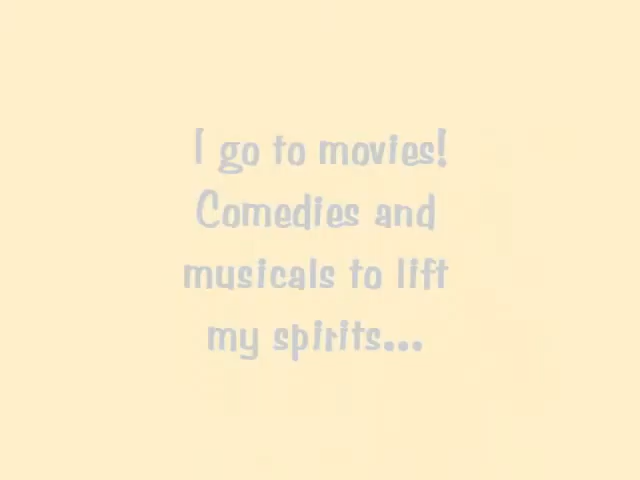 I go to movies!
Comedies and
musicals to lift
my spirits...